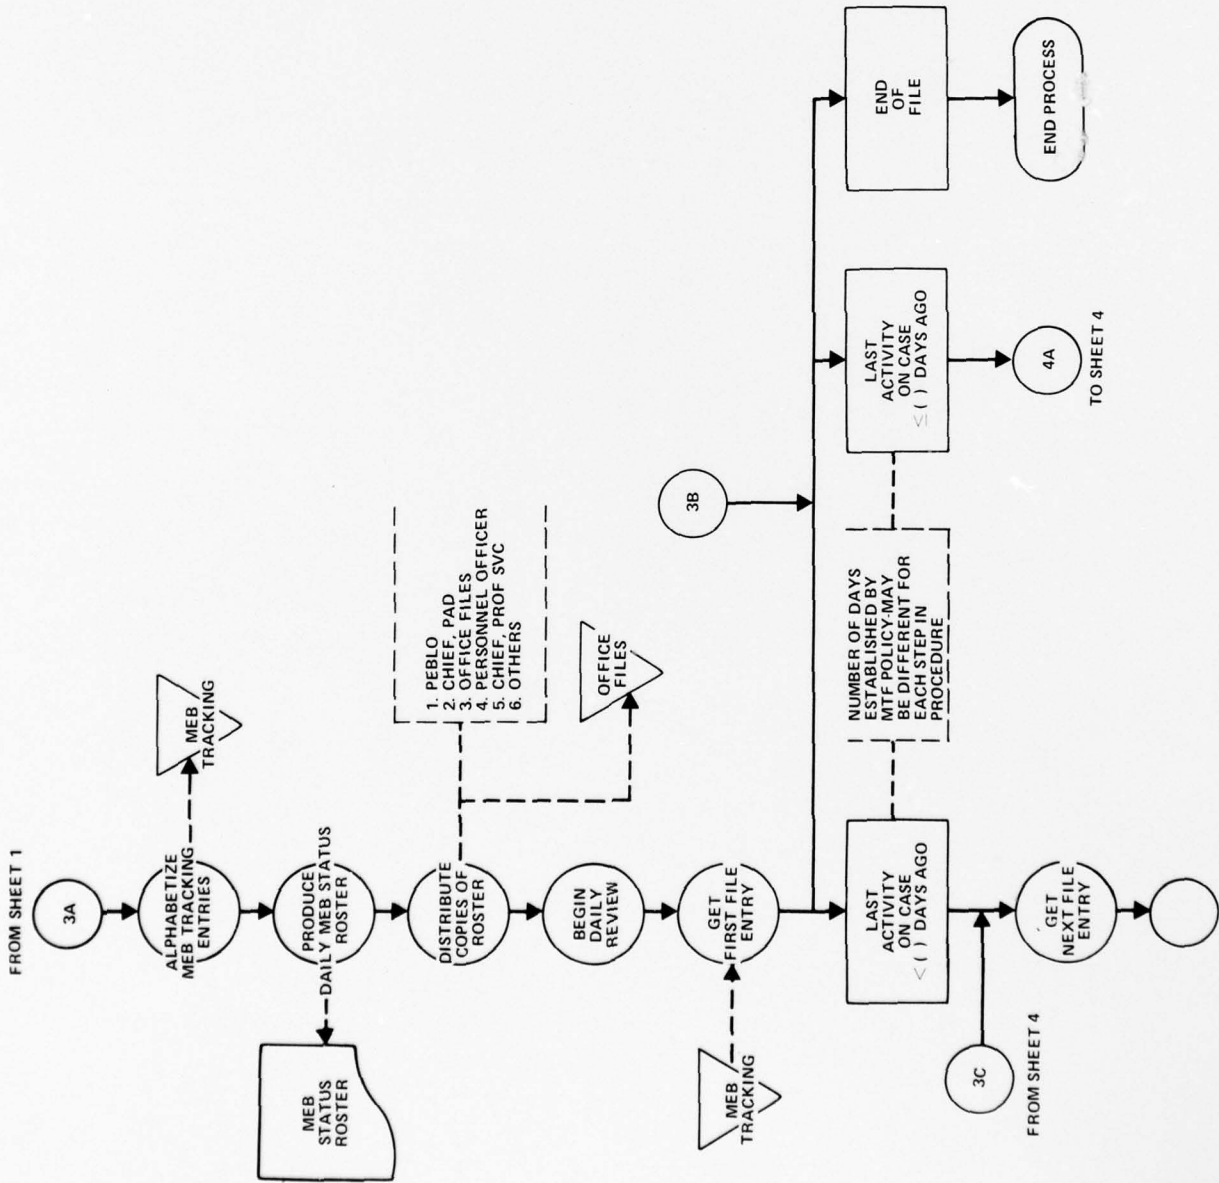 FROM SHEET 1
3A
ALPHABETIZE
MEB TRACKING
ENTRIES
MEB
TRACKING
PRODUCE
DAILY MEB STATUS
ROSTER
MEB
STATUS
ROSTER
DISTRIBUTE
COPIES OF
ROSTER
1. PEBLO
2. CHIEF, PAD
3. OFFICE FILES
4. PERSONNEL OFFICER
5. CHIEF, PROF SVC
6. OTHERS
OFFICE
FILES
BEGIN
DAILY
REVIEW
GET
FIRST FILE
ENTRY
MEB
TRACKING
3B
LAST
ACTIVITY
ON CASE
< ( ) DAYS AGO
NUMBER OF DAYS
ESTABLISHED BY
MTF POLICY-MAY
BE DIFFERENT FOR
EACH STEP IN
PROCEDURE
LAST
ACTIVITY
ON CASE
≤ ( ) DAYS AGO
END
OF
FILE
3C
FROM SHEET 4
GET
NEXT FILE
ENTRY
4A
TO SHEET 4
END PROCESS